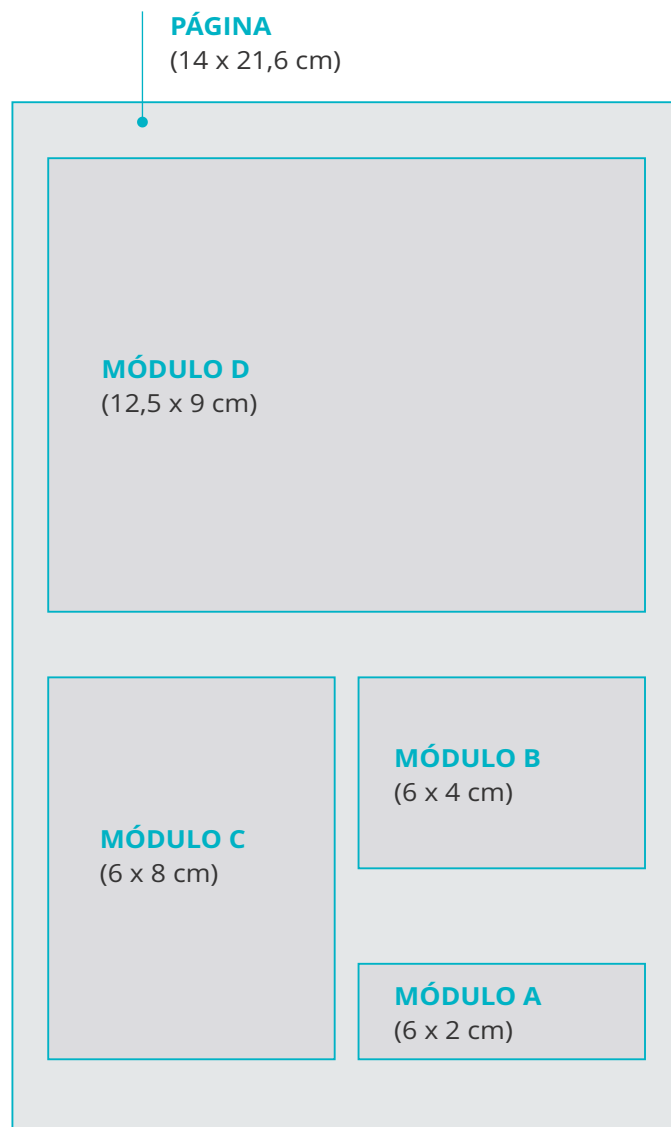 PÁGINA
(14 x 21,6 cm)
MÓDULO D
(12,5 x 9 cm)
MÓDULO B
(6 x 4 cm)
MÓDULO C
(6 x 8 cm)
MÓDULO A
(6 x 2 cm)